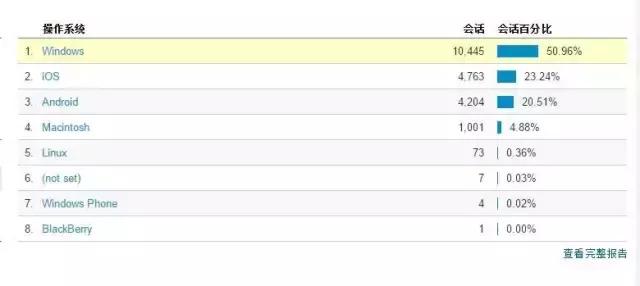 操作系统 会话 会话百分比
1. Windows 10,445 50.96%
2. iOS 4,763 23.24%
3. Android 4,204 20.51%
4. Macintosh 1,001 4.88%
5. Linux 73 0.36%
6. (not set) 7 0.03%
7. Windows Phone 4 0.02%
8. BlackBerry 1 0.00%
查看完整报告